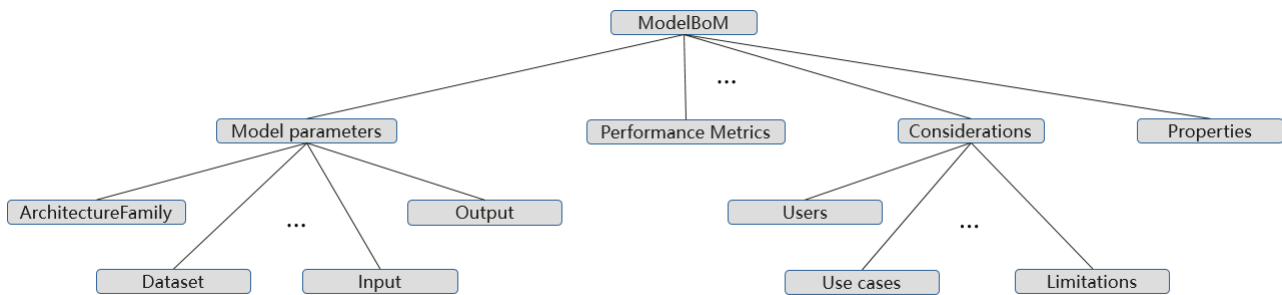 ModelBoM
...
Model parameters
Performance Metrics
Considerations
Properties
ArchitectureFamily
Output
Users
...
...
Dataset
Input
Use cases
Limitations